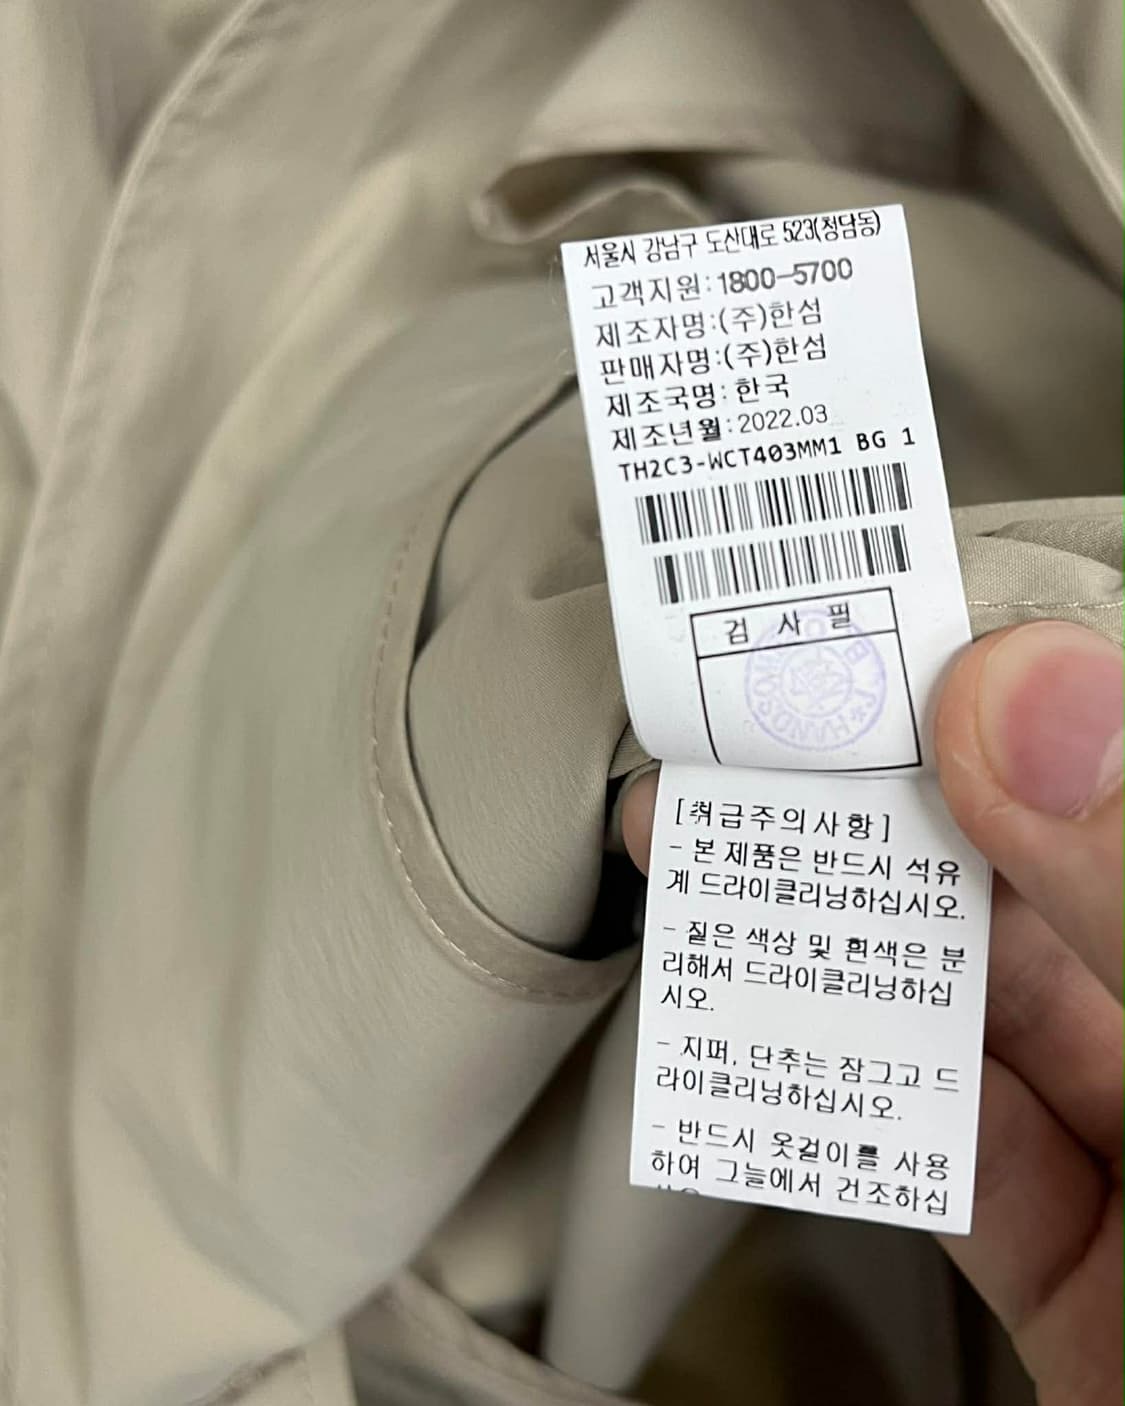 서울시 강남구 도산대로 523(청담동)
고객지원:1800-5700
제조자명:(주)한섬
판매자명:(주)한섬
제조국명: 한국
제조년월:2022.03
TH2C3-WCT403MM1 BG 1
검 사 필
HANDSOME
[취급주의사항]
- 본 제품은 반드시 석유
계 드라이클리닝하십시오.
- 짙은 색상 및 흰색은 분
리해서 드라이클리닝하십
시오.
- 지퍼, 단추는 잠그고 드
라이클리닝하십시오.
- 반드시 옷걸이를 사용
하여 그늘에서 건조하십